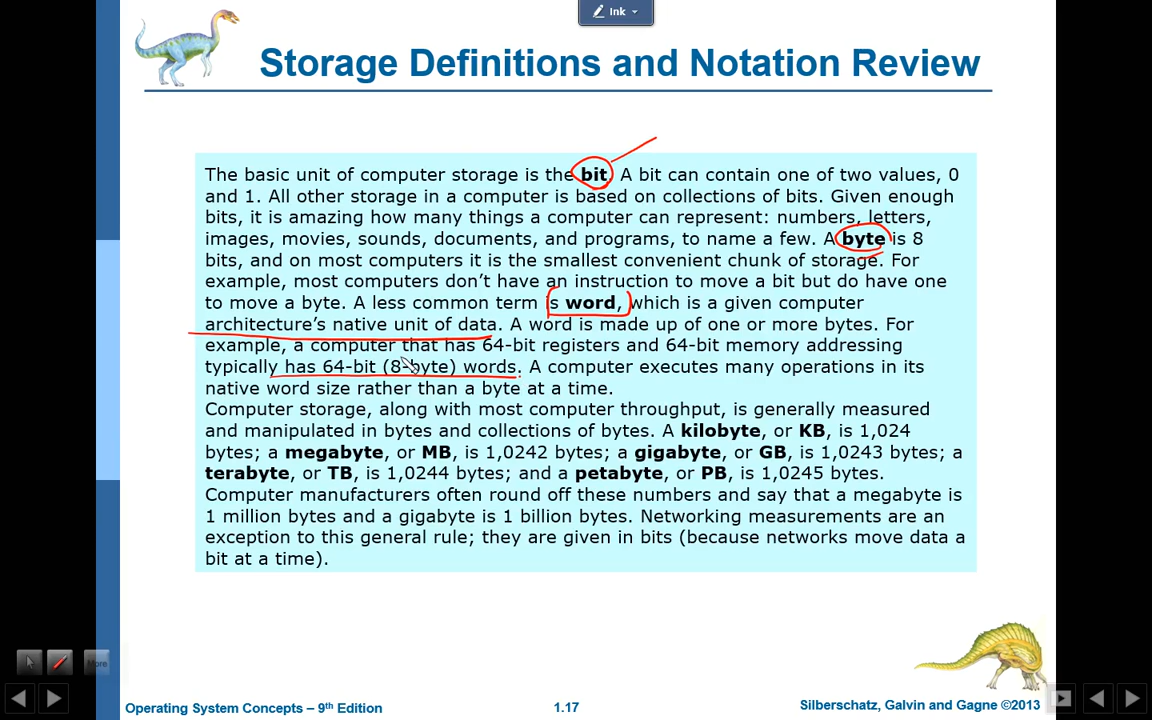 Ink
Storage Definitions and Notation Review
The basic unit of computer storage is the bit. A bit can contain one of two values, 0
and 1. All other storage in a computer is based on collections of bits. Given enough
bits, it is amazing how many things a computer can represent: numbers, letters,
images, movies, sounds, documents, and programs, to name a few. A byte is 8
bits, and on most computers it is the smallest convenient chunk of storage. For
example, most computers don't have an instruction to move a bit but do have one
to move a byte. A less common term is word, which is a given computer
architecture's native unit of data. A word is made up of one or more bytes. For
example, a computer that has 64-bit registers and 64-bit memory addressing
typically has 64-bit (8-byte) words. A computer executes many operations in its
native word size rather than a byte at a time.
Computer storage, along with most computer throughput, is generally measured
and manipulated in bytes and collections of bytes. A kilobyte, or KB, is 1,024
bytes; a megabyte, or MB, is 1,0242 bytes; a gigabyte, or GB, is 1,0243 bytes; a
terabyte, or TB, is 1,0244 bytes; and a petabyte, or PB, is 1,0245 bytes.
Computer manufacturers often round off these numbers and say that a megabyte is
1 million bytes and a gigabyte is 1 billion bytes. Networking measurements are an
exception to this general rule; they are given in bits (because networks move data a
bit at a time).
More
Operating System Concepts – 9th Edition
1.17
Silberschatz, Galvin and Gagne ©2013